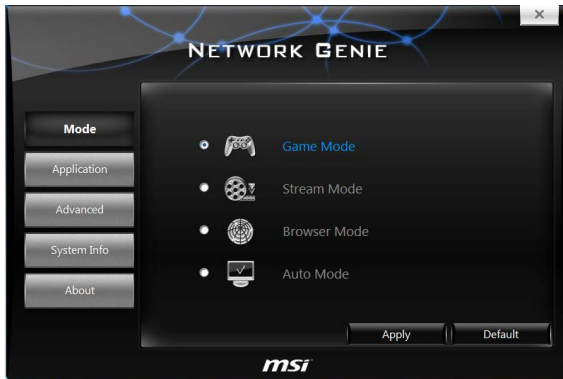 NETWORK GENIE
Mode
Application
Advanced
System Info
About
Game Mode
Stream Mode
Browser Mode
Auto Mode
Apply
Default
msi